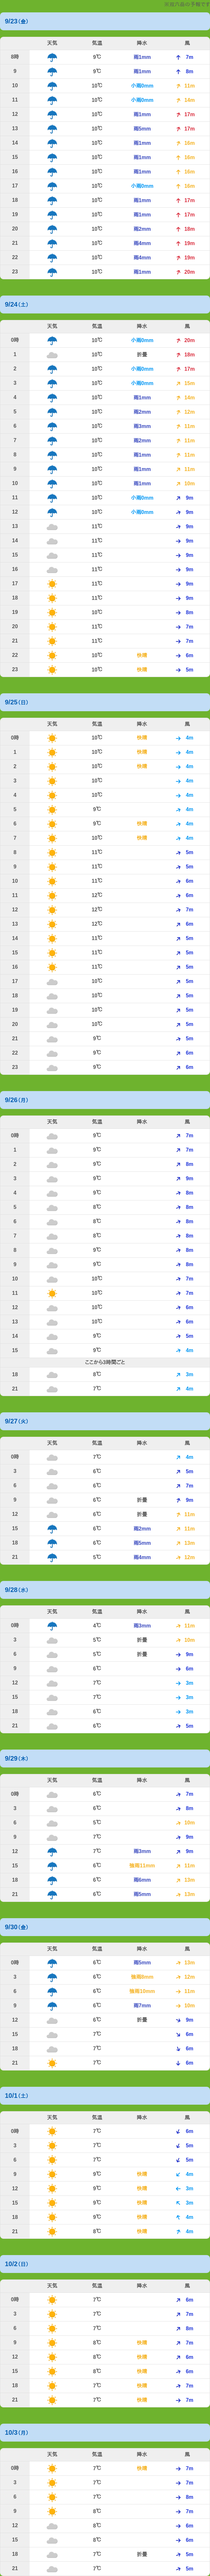 9/23(金)
天気 気温 降水 風
8時 9℃ 雨1mm 7m
9 9℃ 雨1mm 8m
10 10℃ 小雨0mm 11m
11 10℃ 小雨0mm 14m
12 10℃ 雨1mm 17m
13 10℃ 雨5mm 17m
14 10℃ 雨1mm 16m
15 10℃ 雨1mm 16m
16 10℃ 雨1mm 16m
17 10℃ 小雨0mm 16m
18 10℃ 雨1mm 17m
19 10℃ 雨1mm 17m
20 10℃ 雨2mm 18m
21 10℃ 雨4mm 19m
22 10℃ 雨4mm 19m
23 10℃ 雨1mm 20m
9/24(土)
天気 気温 降水 風
0時 10℃ 小雨0mm 20m
1 10℃ 折畳 18m
2 10℃ 小雨0mm 17m
3 10℃ 小雨0mm 15m
4 10℃ 雨1mm 14m
5 10℃ 雨2mm 12m
6 10℃ 雨3mm 11m
7 10℃ 雨2mm 11m
8 10℃ 雨1mm 11m
9 10℃ 雨1mm 11m
10 10℃ 雨1mm 10m
11 10℃ 小雨0mm 9m
12 10℃ 小雨0mm 9m
13 11℃ 9m
14 11℃ 9m
15 11℃ 9m
16 11℃ 9m
17 11℃ 9m
18 11℃ 9m
19 10℃ 8m
20 11℃ 7m
21 11℃ 7m
22 10℃ 快晴 6m
23 10℃ 快晴 5m
9/25(日)
天気 気温 降水 風
0時 10℃ 快晴 4m
1 10℃ 快晴 4m
2 10℃ 快晴 4m
3 10℃ 4m
4 10℃ 4m
5 9℃ 4m
6 9℃ 快晴 4m
7 10℃ 快晴 4m
8 11℃ 5m
9 11℃ 5m
10 11℃ 6m
11 12℃ 6m
12 12℃ 7m
13 12℃ 6m
14 11℃ 5m
15 11℃ 5m
16 11℃ 5m
17 10℃ 5m
18 10℃ 5m
19 10℃ 5m
20 10℃ 5m
21 9℃ 5m
22 9℃ 6m
23 9℃ 6m
9/26(月)
天気 気温 降水 風
0時 9℃ 7m
1 9℃ 7m
2 9℃ 8m
3 9℃ 9m
4 9℃ 8m
5 8℃ 8m
6 8℃ 8m
7 8℃ 8m
8 9℃ 8m
9 9℃ 8m
10 10℃ 7m
11 10℃ 7m
12 10℃ 6m
13 10℃ 6m
14 9℃ 5m
15 9℃ 4m
ここから3時間ごと
18 8℃ 3m
21 7℃ 4m
9/27(火)
天気 気温 降水 風
0時 7℃ 4m
3 6℃ 5m
6 6℃ 7m
9 6℃ 折畳 9m
12 6℃ 折畳 11m
15 6℃ 雨2mm 11m
18 6℃ 雨5mm 13m
21 5℃ 雨4mm 12m
9/28(水)
天気 気温 降水 風
0時 4℃ 雨3mm 11m
3 5℃ 折畳 10m
6 5℃ 折畳 9m
9 6℃ 6m
12 7℃ 3m
15 7℃ 3m
18 6℃ 3m
21 6℃ 5m
9/29(木)
天気 気温 降水 風
0時 6℃ 7m
3 6℃ 8m
6 5℃ 10m
9 7℃ 9m
12 7℃ 雨3mm 9m
15 6℃ 強雨11mm 11m
18 6℃ 雨6mm 13m
21 6℃ 雨5mm 13m
9/30(金)
天気 気温 降水 風
0時 6℃ 雨5mm 13m
3 6℃ 強雨8mm 12m
6 6℃ 強雨10mm 11m
9 6℃ 雨7mm 10m
12 6℃ 折畳 9m
15 7℃ 6m
18 7℃ 6m
21 7℃ 6m
10/1(土)
天気 気温 降水 風
0時 7℃ 6m
3 7℃ 5m
6 7℃ 5m
9 9℃ 快晴 4m
12 9℃ 快晴 3m
15 9℃ 快晴 3m
18 9℃ 快晴 4m
21 8℃ 快晴 4m
10/2(日)
天気 気温 降水 風
0時 7℃ 6m
3 7℃ 7m
6 7℃ 8m
9 8℃ 快晴 7m
12 8℃ 快晴 6m
15 8℃ 快晴 6m
18 7℃ 快晴 7m
21 7℃ 快晴 7m
10/3(月)
天気 気温 降水 風
0時 7℃ 快晴 7m
3 7℃ 7m
6 7℃ 8m
9 8℃ 7m
12 8℃ 6m
15 8℃ 6m
18 7℃ 折畳 5m
21 7℃ 5m